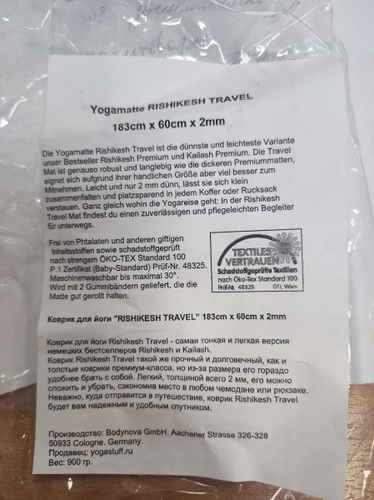 Yogamatte RISHIKESH TRAVEL
183cm x 60cm x 2mm
Die Yogamatte Rishikesh Travel ist die dünnste und leichteste Variante
unser Bestseller Rishikesh Premium und Kailash Premium. Die Travel
Mat ist genauso robust und langlebig wie die dickeren Premiummatten,
eignet sich aufgrund ihrer handlichen Größe aber viel besser zum
Mitnehmen. Leicht und nur 2 mm dünn, lässt sie sich klein
zusammenfalten und platzsparend in jedem Koffer oder Rucksack
verstauen. Ganz gleich wohin die Yogareise geht: In der Rishikesh
Travel Mat findest du einen zuverlässigen und pflegeleichten Begleiter
für unterwegs.
Frei von Phtalaten und anderen giftigen
Inhaltsstoffen sowie schadstoffgeprüft
nach strengem ÖKO-TEX Standard 100
P.1 Zertifikat (Baby-Standard) Prüf-Nr. 48325.
Maschinenwaschbar bis maximal 30°.
Wird mit 2 Gummibändern geliefert, die die
Matte gut gerollt halten.
TEXTILES
VERTRAUEN
Schadstoffgeprüfte Textilien
nach Öko-Tex Standard 100
Prüf-Nr. 48325 ÖTI, Wien
Коврик для йоги "RISHIKESH TRAVEL" 183cm x 60cm x 2mm
Коврик для йоги Rishikesh Travel - самая тонкая и легкая версия
немецких бестселлеров Rishikesh и Kailash.
Коврик Rishikesh Travel такой же прочный и долговечный, как и
толстые коврики премиум-класса, но из-за размера его гораздо
удобнее брать с собой. Легкий, толщиной всего 2 мм, его можно
сложить и убрать, сэкономив место в любом чемодане или рюкзаке.
Неважно, куда отправится в путешествие, коврик Rishikesh Travel
будет вам надежным и удобным спутником.
Производство: Bodynova GmbH. Aachener Strasse 326-328
50933 Cologne. Germany.
Продавец: yogastuff.ru
Вес: 900 гр.